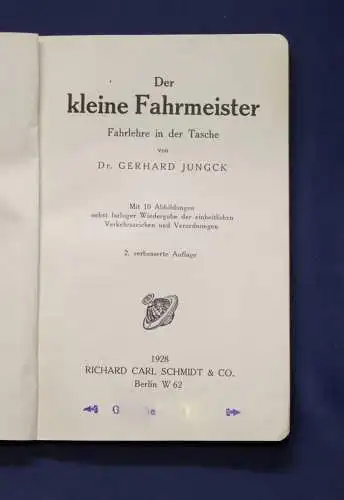 Der
kleine Fahrmeister
Fahrlehre in der Tasche
von
Dr. GERHARD JUNGCK
Mit 10 Abbildungen
nebst farbiger Wiedergabe der einheitlichen
Verkehrszeichen und Verordnungen
2. verbesserte Auflage
1928
RICHARD CARL SCHMIDT & CO.
Berlin W 62